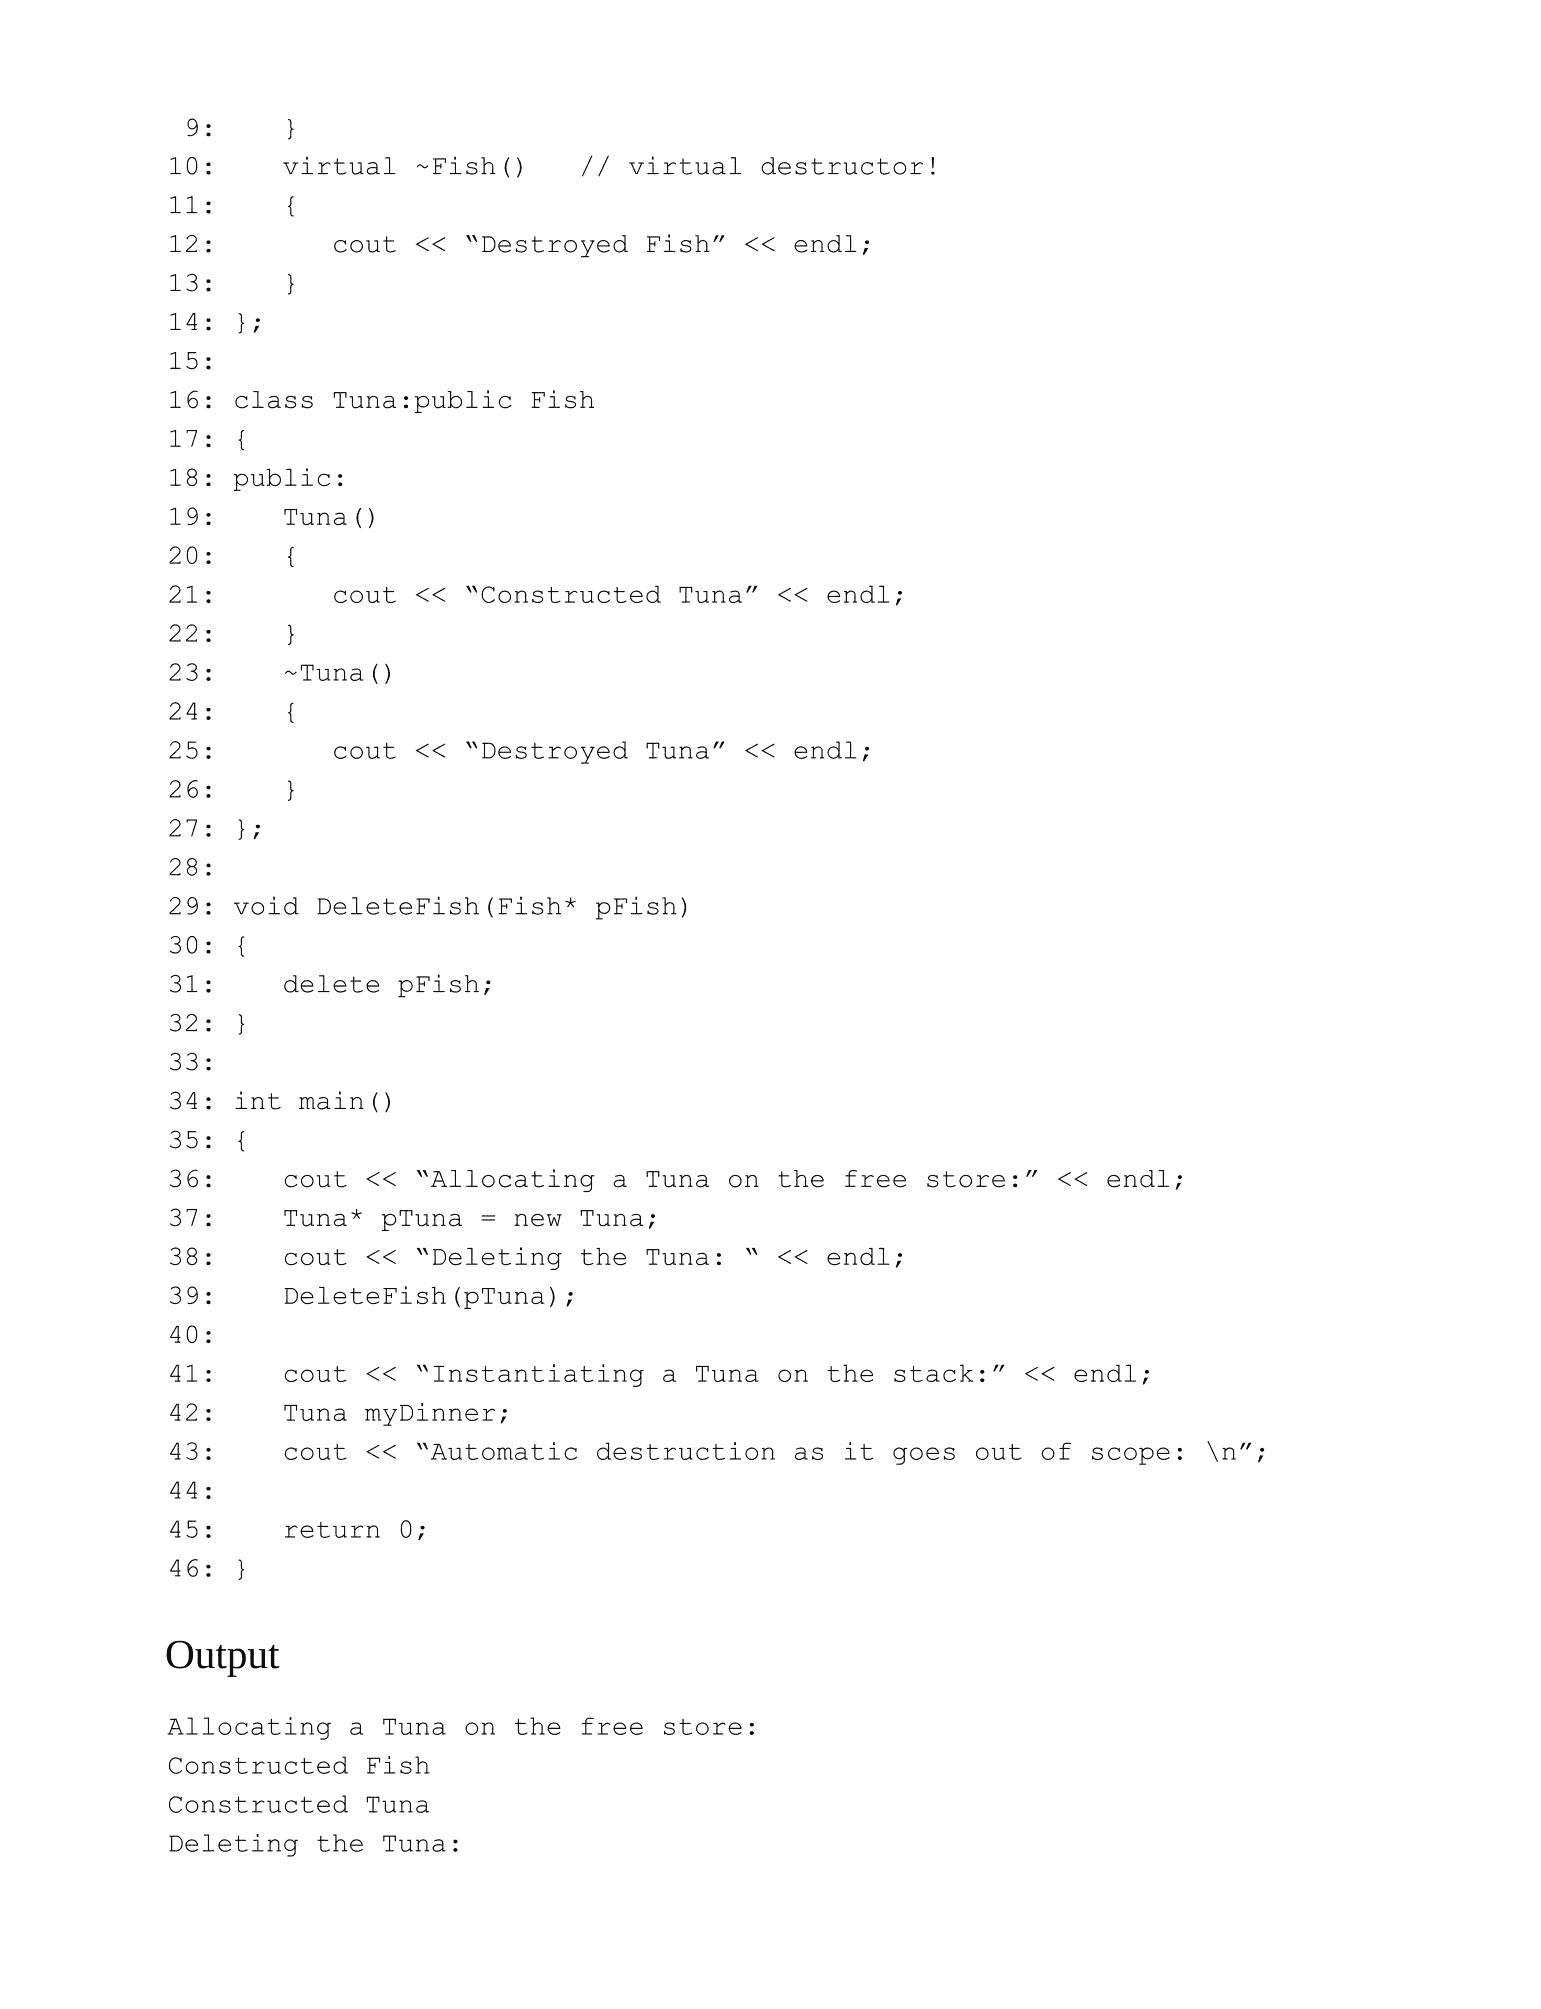 9:    }
10:    virtual ~Fish()   // virtual destructor!
11:    {
12:       cout << “Destroyed Fish” << endl;
13:    }
14: };
15:
16: class Tuna:public Fish
17: {
18: public:
19:    Tuna()
20:    {
21:       cout << “Constructed Tuna” << endl;
22:    }
23:    ~Tuna()
24:    {
25:       cout << “Destroyed Tuna” << endl;
26:    }
27: };
28:
29: void DeleteFish(Fish* pFish)
30: {
31:    delete pFish;
32: }
33:
34: int main()
35: {
36:    cout << “Allocating a Tuna on the free store:” << endl;
37:    Tuna* pTuna = new Tuna;
38:    cout << “Deleting the Tuna: “ << endl;
39:    DeleteFish(pTuna);
40:
41:    cout << “Instantiating a Tuna on the stack:” << endl;
42:    Tuna myDinner;
43:    cout << “Automatic destruction as it goes out of scope: \n”;
44:
45:    return 0;
46: }
Output
Allocating a Tuna on the free store:
Constructed Fish
Constructed Tuna
Deleting the Tuna: